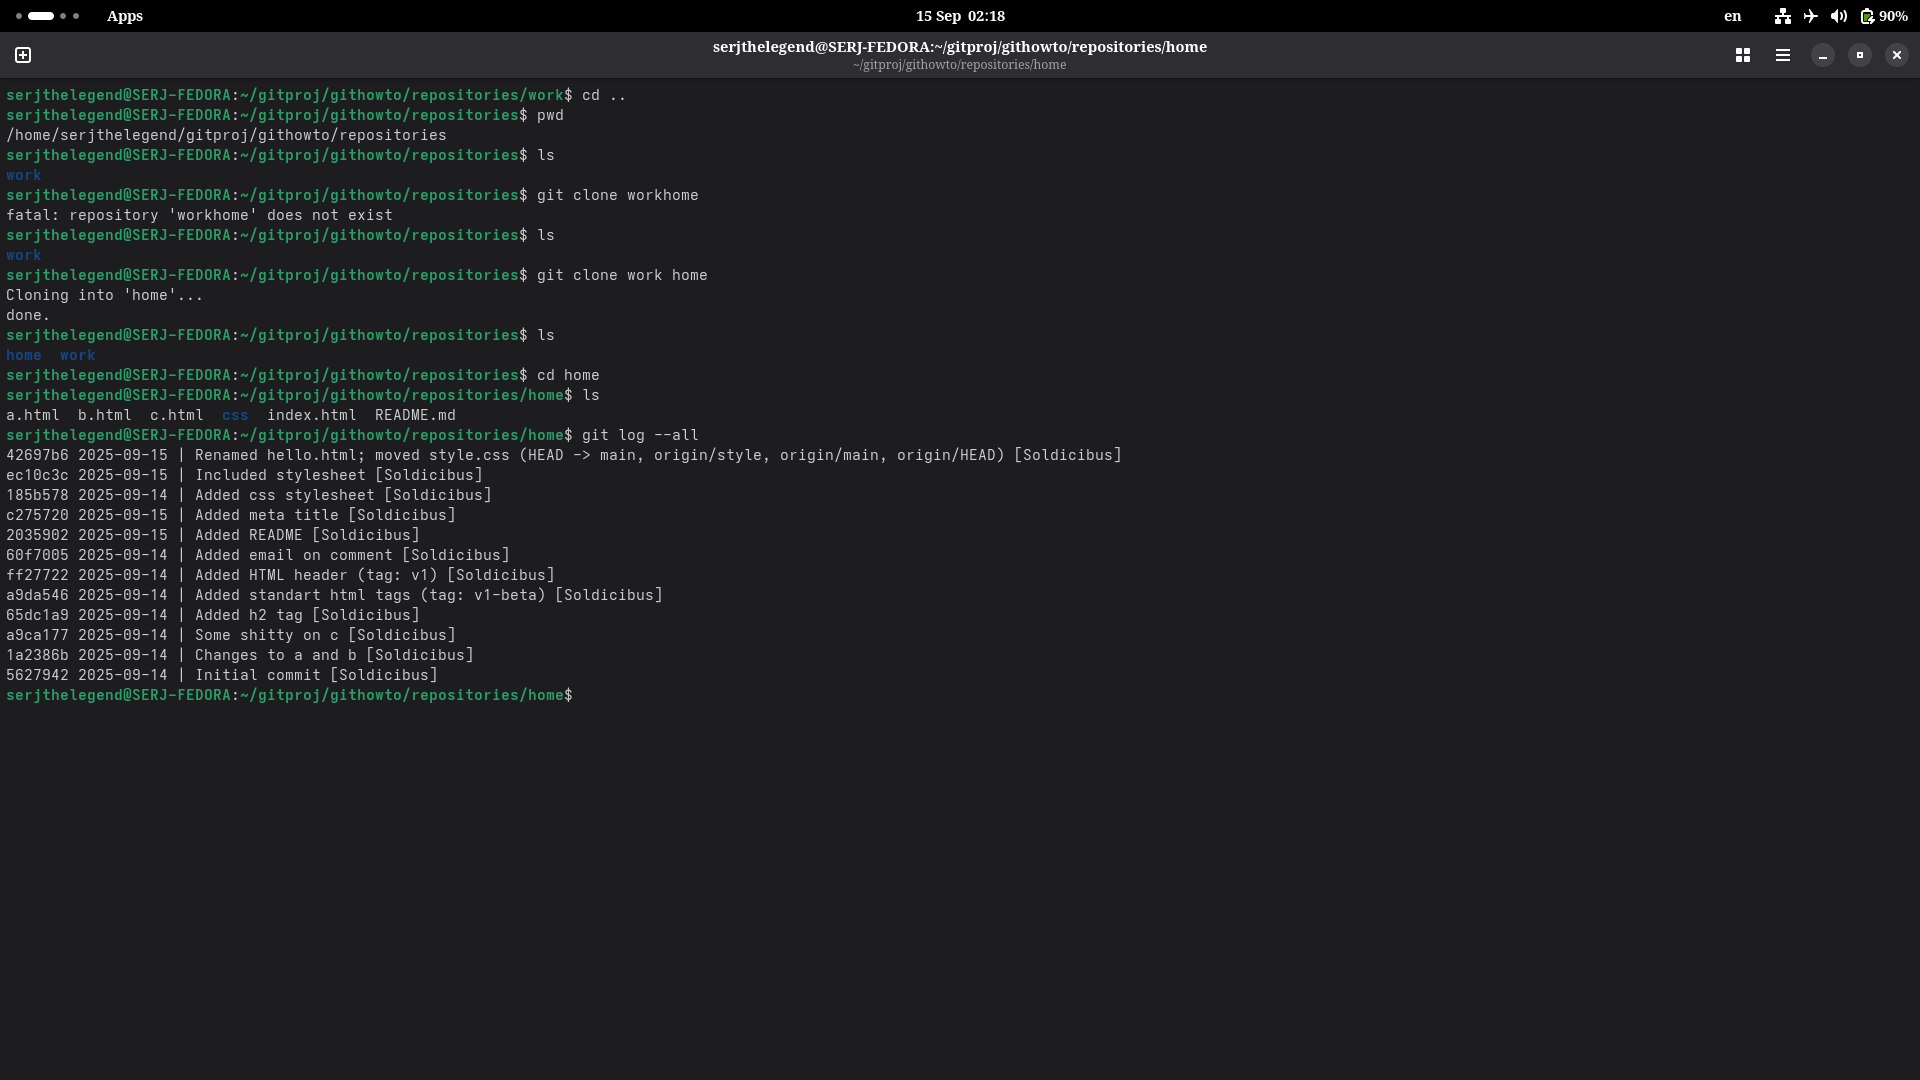 Apps
15 Sep 02:18
en
90%
serjthelegend@SERJ-FEDORA:~/gitproj/githowto/repositories/home
~/gitproj/githowto/repositories/home
serjthelegend@SERJ-FEDORA:~/gitproj/githowto/repositories/work$ cd ..
serjthelegend@SERJ-FEDORA:~/gitproj/githowto/repositories$ pwd
/home/serjthelegend/gitproj/githowto/repositories
serjthelegend@SERJ-FEDORA:~/gitproj/githowto/repositories$ ls
work
serjthelegend@SERJ-FEDORA:~/gitproj/githowto/repositories$ git clone workhome
fatal: repository 'workhome' does not exist
serjthelegend@SERJ-FEDORA:~/gitproj/githowto/repositories$ ls
work
serjthelegend@SERJ-FEDORA:~/gitproj/githowto/repositories$ git clone work home
Cloning into 'home'...
done.
serjthelegend@SERJ-FEDORA:~/gitproj/githowto/repositories$ ls
home  work
serjthelegend@SERJ-FEDORA:~/gitproj/githowto/repositories$ cd home
serjthelegend@SERJ-FEDORA:~/gitproj/githowto/repositories/home$ ls
a.html  b.html  c.html  css  index.html  README.md
serjthelegend@SERJ-FEDORA:~/gitproj/githowto/repositories/home$ git log --all
42697b6 2025-09-15 | Renamed hello.html; moved style.css (HEAD -> main, origin/style, origin/main, origin/HEAD) [Soldicibus]
ec10c3c 2025-09-15 | Included stylesheet [Soldicibus]
185b578 2025-09-14 | Added css stylesheet [Soldicibus]
c275720 2025-09-15 | Added meta title [Soldicibus]
2035902 2025-09-15 | Added README [Soldicibus]
60f7005 2025-09-14 | Added email on comment [Soldicibus]
ff27722 2025-09-14 | Added HTML header (tag: v1) [Soldicibus]
a9da546 2025-09-14 | Added standart html tags (tag: v1-beta) [Soldicibus]
65dc1a9 2025-09-14 | Added h2 tag [Soldicibus]
a9ca177 2025-09-14 | Some shitty on c [Soldicibus]
1a2386b 2025-09-14 | Changes to a and b [Soldicibus]
5627942 2025-09-14 | Initial commit [Soldicibus]
serjthelegend@SERJ-FEDORA:~/gitproj/githowto/repositories/home$